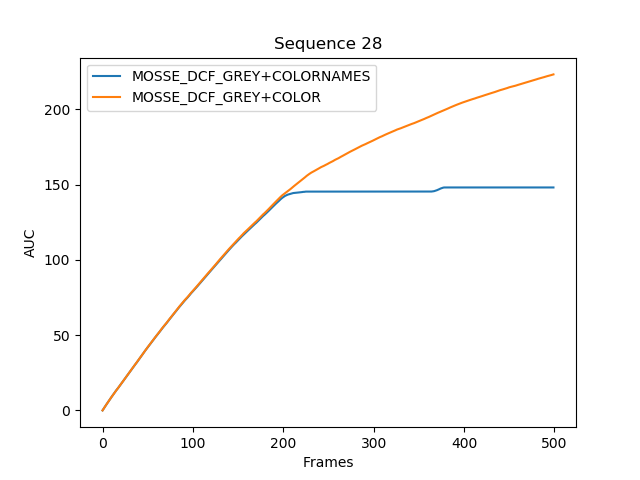 Sequence 28
MOSSE_DCF_GREY+COLORNAMES
MOSSE_DCF_GREY+COLOR
AUC
200
150
100
50
0
0 100 200 300 400 500
Frames